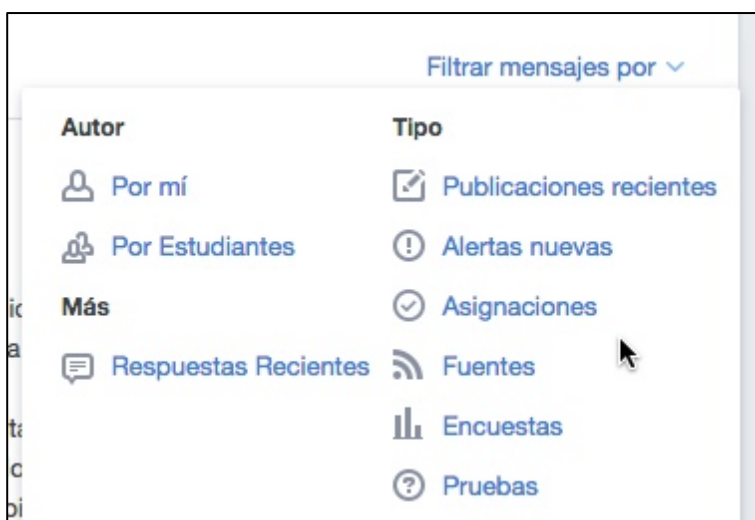 Filtrar mensajes por
Autor
Por mí
Por Estudiantes
Más
Respuestas Recientes
Tipo
Publicaciones recientes
Alertas nuevas
Asignaciones
Fuentes
Encuestas
Pruebas